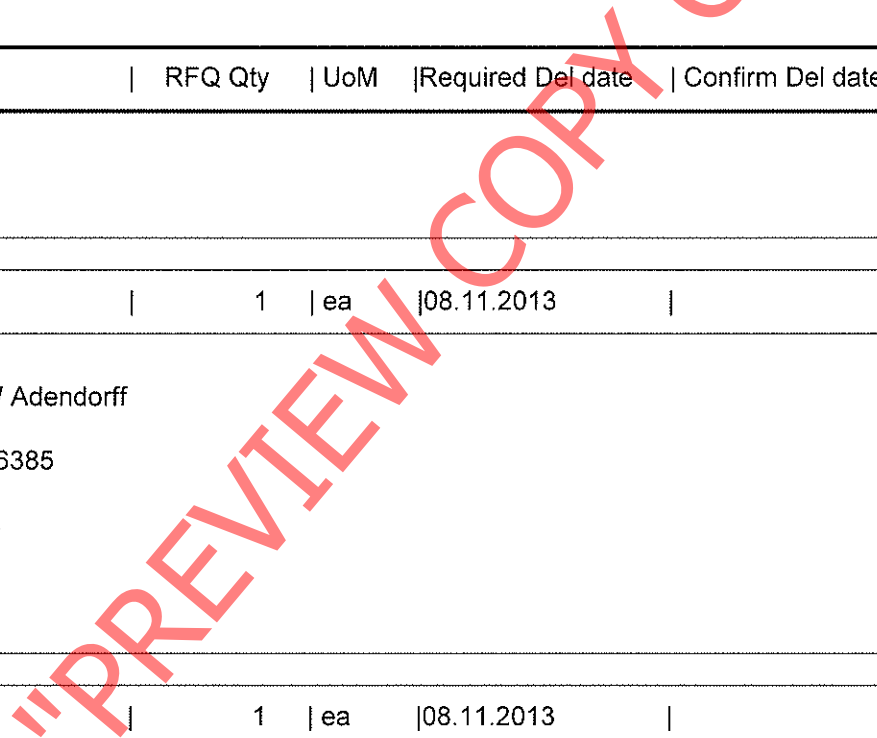 | RFQ Qty | UoM |Required Del date | Confirm Del date
| 1 | ea |08.11.2013 |
Adendorff
6385
| 1 | ea |08.11.2013 |
"PREVIEW COPY